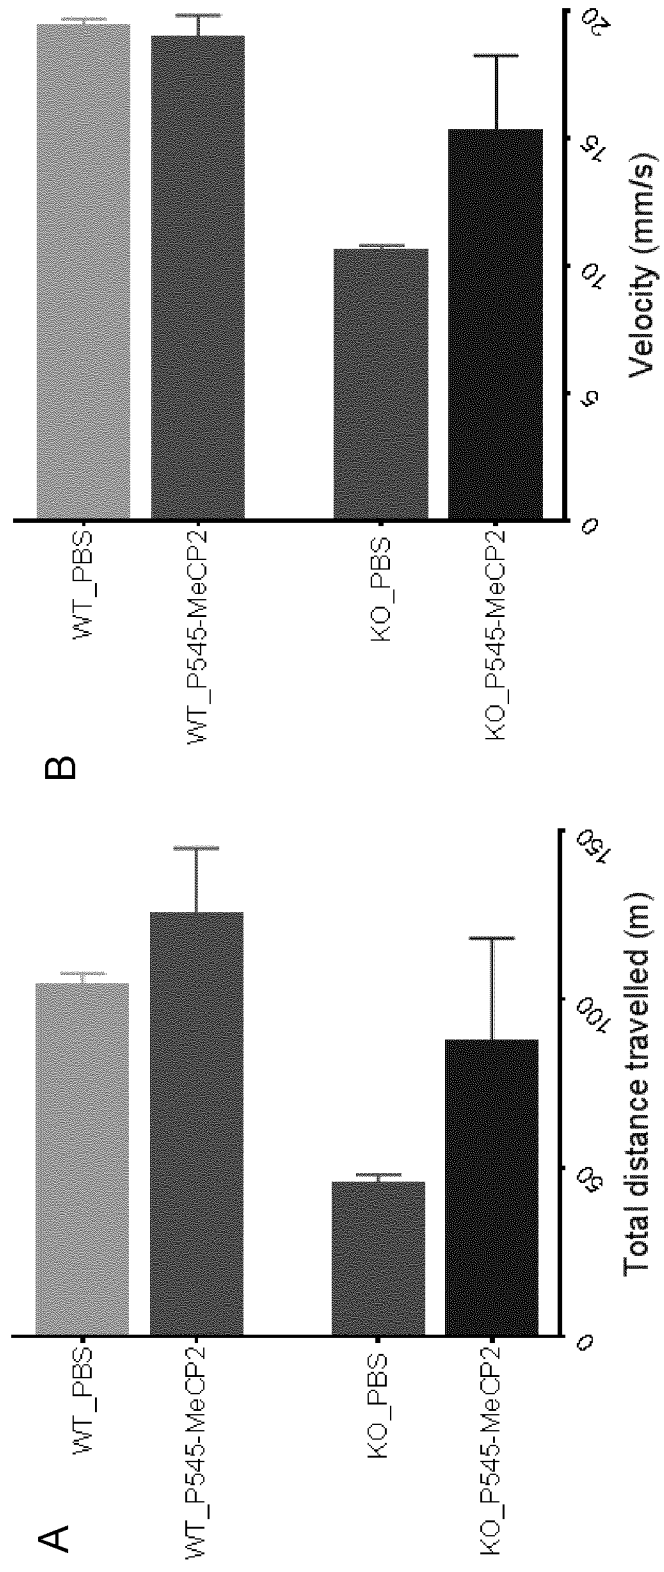 A
WT_PBS
WT_P545-MeCP2
KO_PBS
KO_P545-MeCP2
0
50
100
150
Total distance travelled (m)
B
WT_PBS
WT_P545-MeCP2
KO_PBS
KO_P545-MeCP2
0
5
10
15
20
Velocity (mm/s)